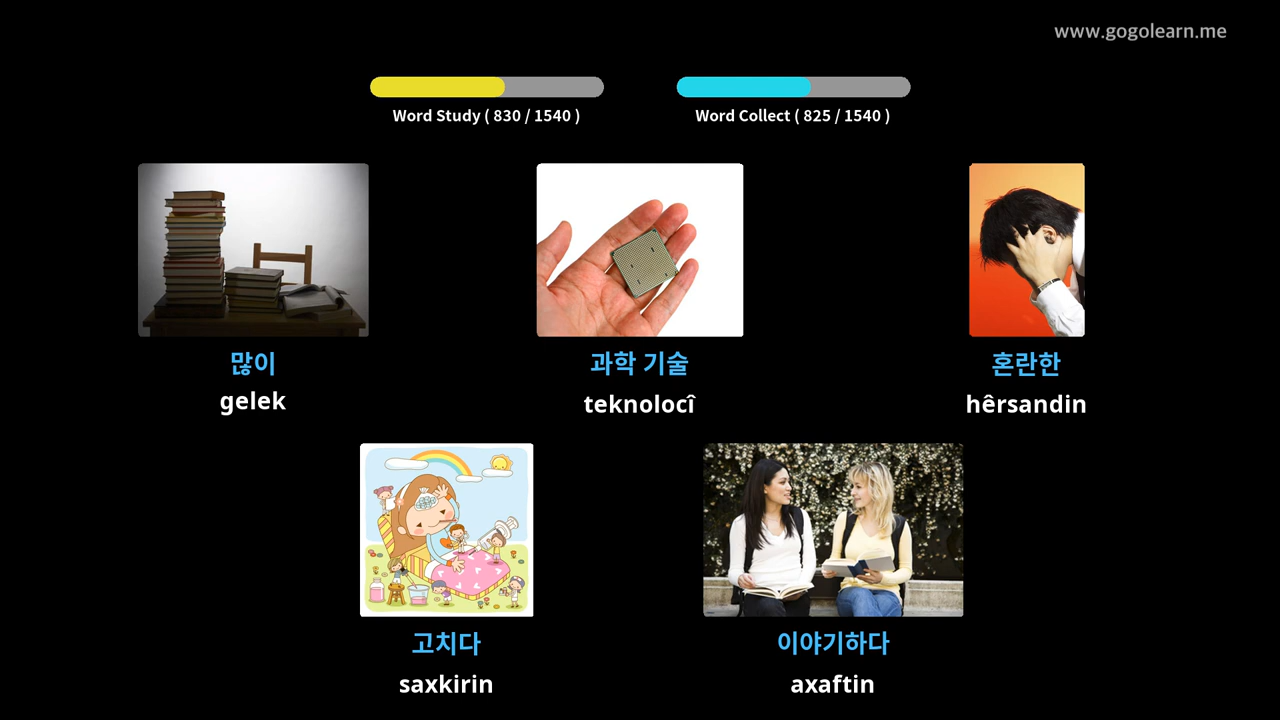 www.gogolearn.me
Word Study ( 830 / 1540 )
Word Collect ( 825 / 1540 )
많이
gelek
과학 기술
teknolocî
혼란한
hêrsandin
고치다
saxkirin
이야기하다
axaftin